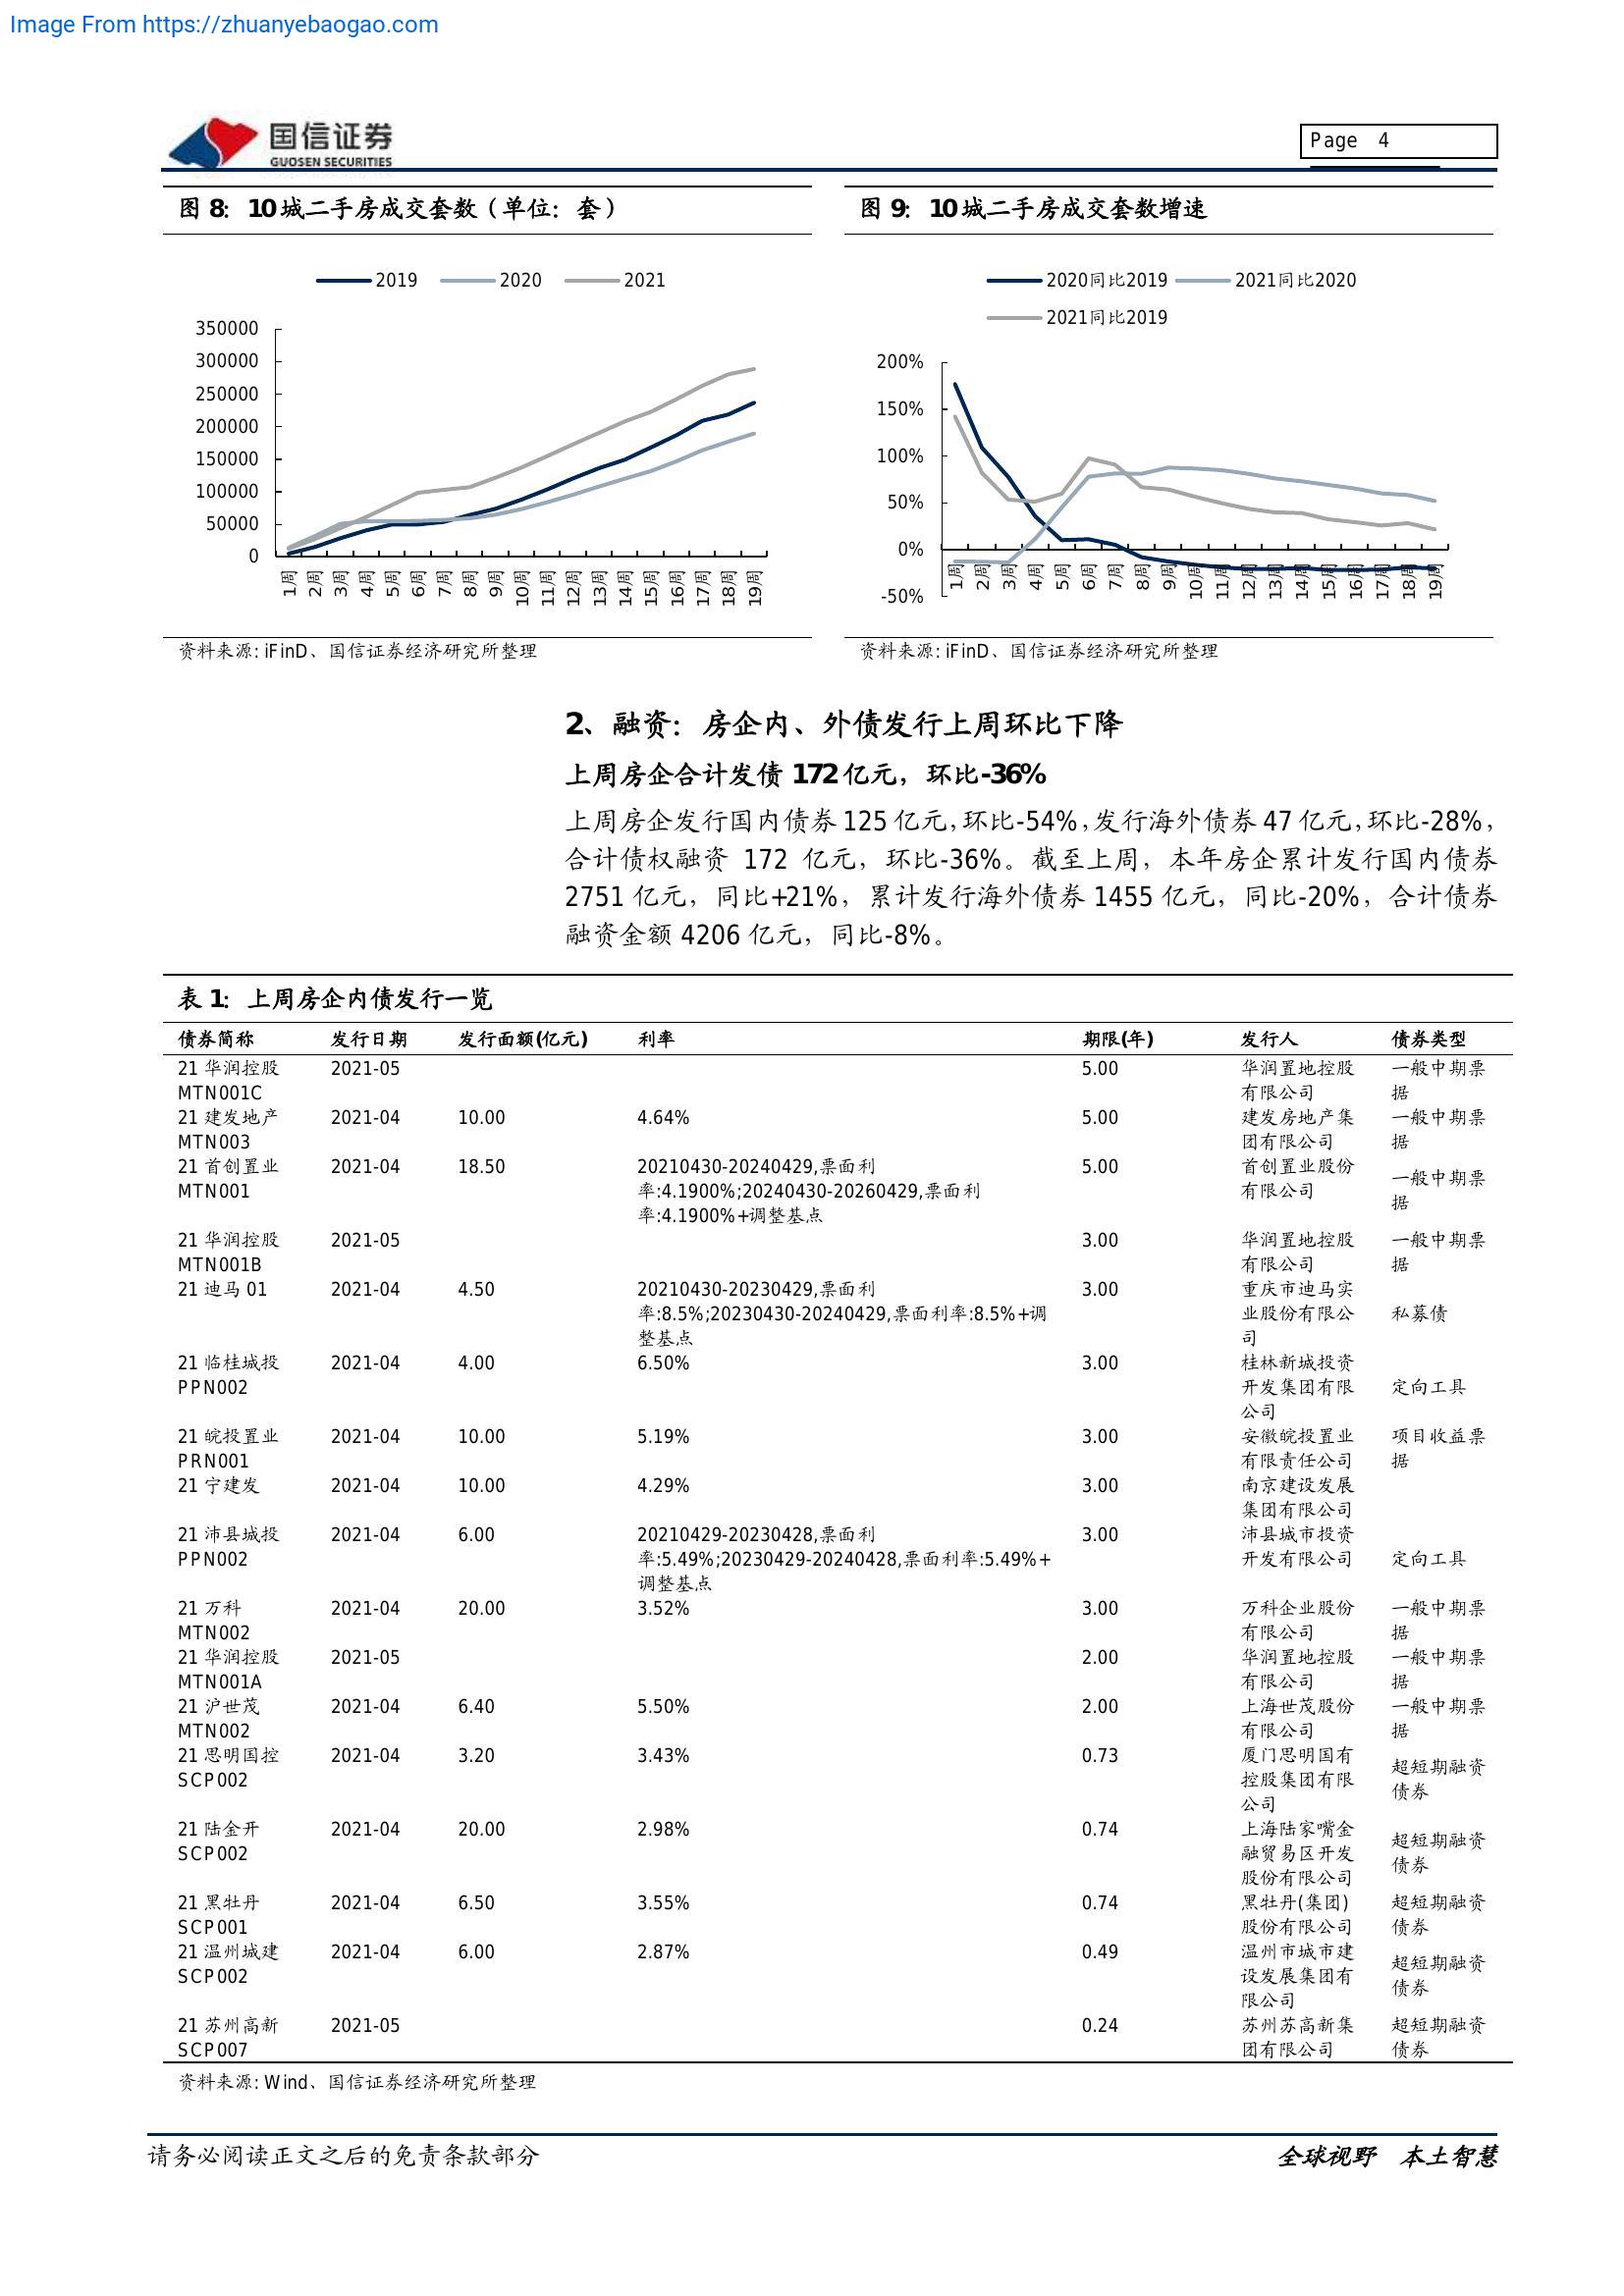 Image From https://zhuanyebaogao.com
国信证券
GUOSEN SECURITIES
Page 4
图 8: 10 城二手房成交套数（单位: 套）
2019 2020 2021
350000
300000
250000
200000
150000
100000
50000
0
1周 2周 3周 4周 5周 6周 7周 8周 9周 10周 11周 12周 13周 14周 15周 16周 17周 18周 19周
资料来源: iFinD、国信证券经济研究所整理
图 9: 10 城二手房成交套数增速
2020同比2019 2021同比2020
2021同比2019
200%
150%
100%
50%
0%
-50%
1周 2周 3周 4周 5周 6周 7周 8周 9周 10周 11周 12周 13周 14周 15周 16周 17周 18周 19周
资料来源: iFinD、国信证券经济研究所整理
2、融资: 房企内、外债发行上周环比下降
上周房企合计发债 172 亿元，环比-36%
上周房企发行国内债券 125 亿元，环比-54%，发行海外债券 47 亿元，环比-28%，
合计债权融资 172 亿元，环比-36%。截至上周，本年房企累计发行国内债券
2751 亿元，同比+21%，累计发行海外债券 1455 亿元，同比-20%，合计债券
融资金额 4206 亿元，同比-8%。
表 1: 上周房企内债发行一览
债券简称 发行日期 发行面额(亿元) 利率 期限(年) 发行人 债券类型
21 华润控股 2021-05 5.00 华润置地控股 一般中期票
MTN001C 有限公司 据
21 建发地产 2021-04 10.00 4.64% 5.00 建发房地产集 一般中期票
MTN003 团有限公司 据
21 首创置业 2021-04 18.50 20210430-20240429,票面利 5.00 首创置业股份 一般中期票
MTN001 率:4.1900%;20240430-20260429,票面利 有限公司 据
率:4.1900%+调整基点
21 华润控股 2021-05 3.00 华润置地控股 一般中期票
MTN001B 有限公司 据
21 迪马 01 2021-04 4.50 20210430-20230429,票面利 3.00 重庆市迪马实
率:8.5%;20230430-20240429,票面利率:8.5%+调 业股份有限公 私募债
整基点 司
21 临桂城投 2021-04 4.00 6.50% 3.00 桂林新城投资
PPN002 开发集团有限 定向工具
公司
21 皖投置业 2021-04 10.00 5.19% 3.00 安徽皖投置业 项目收益票
PRN001 有限责任公司 据
21 宁建发 2021-04 10.00 4.29% 3.00 南京建设发展
集团有限公司
21 沛县城投 2021-04 6.00 20210429-20230428,票面利 3.00 沛县城市投资
PPN002 率:5.49%;20230429-20240428,票面利率:5.49%+ 开发有限公司 定向工具
调整基点
21 万科 2021-04 20.00 3.52% 3.00 万科企业股份 一般中期票
MTN002 有限公司 据
21 华润控股 2021-05 2.00 华润置地控股 一般中期票
MTN001A 有限公司 据
21 沪世茂 2021-04 6.40 5.50% 2.00 上海世茂股份 一般中期票
MTN002 有限公司 据
21 思明国控 2021-04 3.20 3.43% 0.73 厦门思明国有 超短期融资
SCP002 控股集团有限 债券
公司
21 陆金开 2021-04 20.00 2.98% 0.74 上海陆家嘴金 超短期融资
SCP002 融贸易区开发 债券
股份有限公司
21 黑牡丹 2021-04 6.50 3.55% 0.74 黑牡丹(集团) 超短期融资
SCP001 股份有限公司 债券
21 温州城建 2021-04 6.00 2.87% 0.49 温州市城市建 超短期融资
SCP002 设发展集团有 债券
限公司
21 苏州高新 2021-05 0.24 苏州苏高新集 超短期融资
SCP007 团有限公司 债券
资料来源: Wind、国信证券经济研究所整理
请务必阅读正文之后的免责条款部分
全球视野 本土智慧